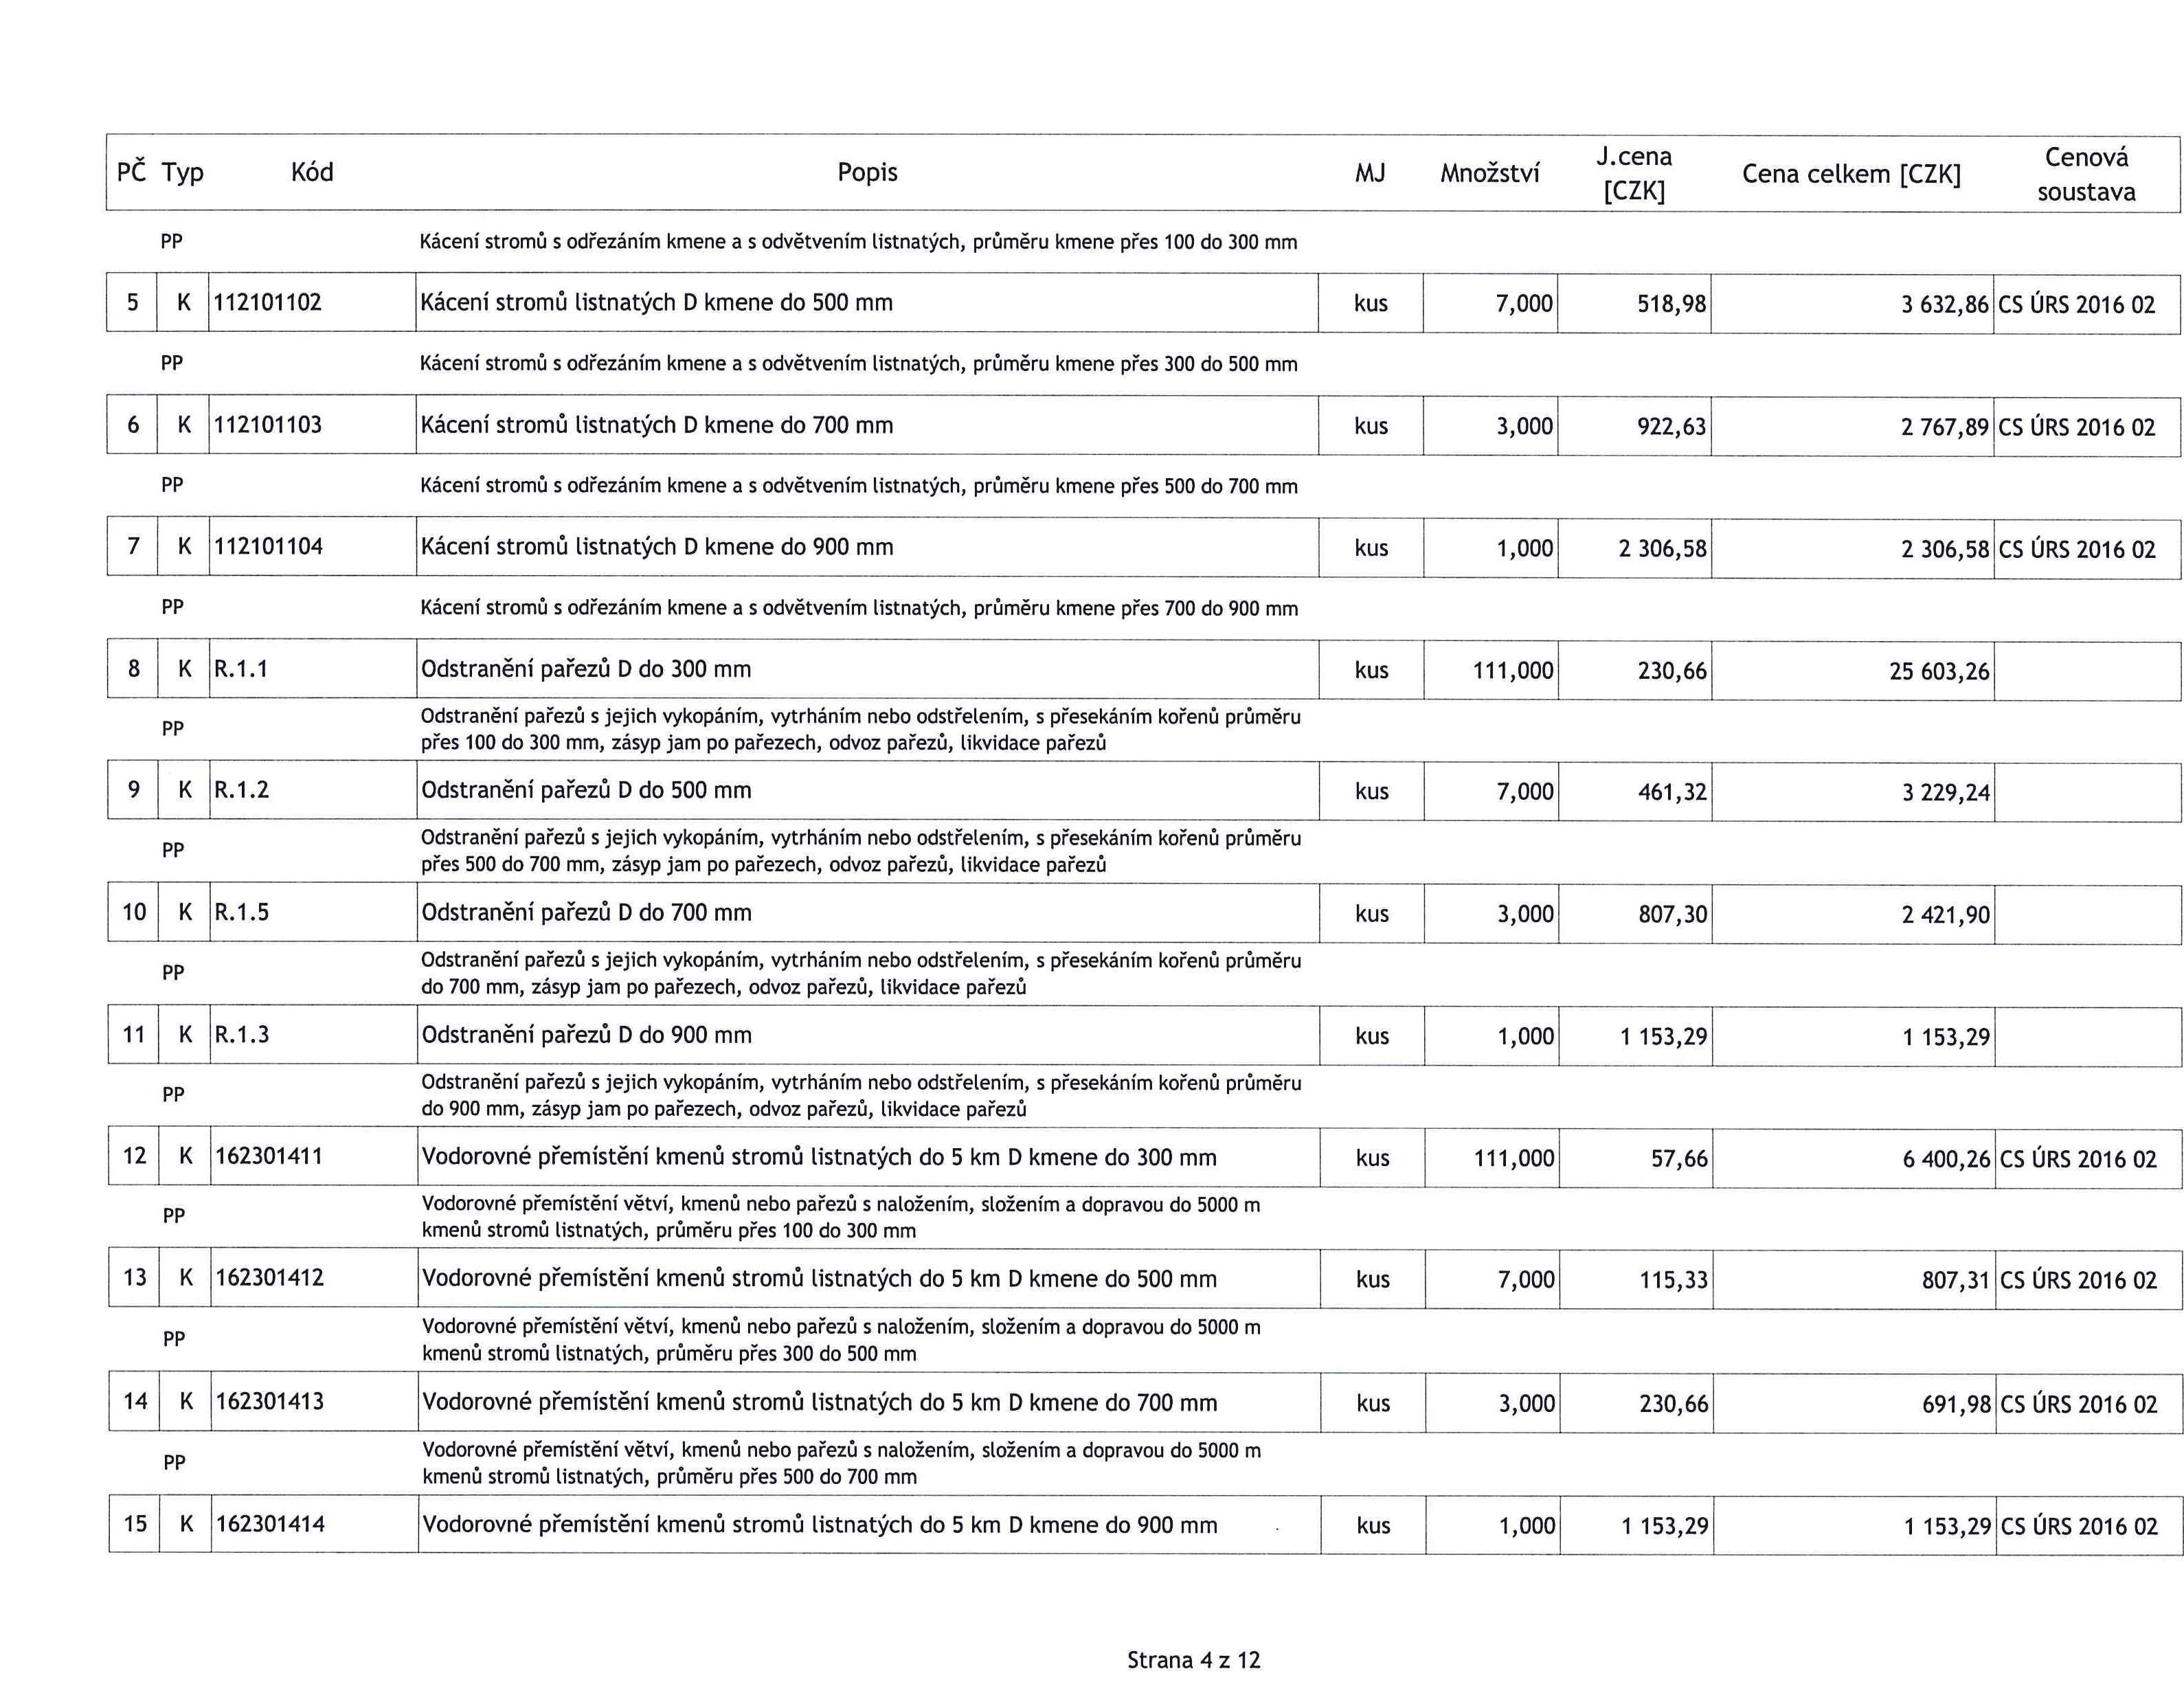 PČ Typ Kód Popis MJ Množství J.cena [CZK] Cena celkem [CZK] Cenová soustava
PP Kácení stromů s odřezáním kmene a s odvětvením listnatých, průměru kmene přes 100 do 300 mm
5 K 112101102 Kácení stromů listnatých D kmene do 500 mm kus 7,000 518,98 3 632,86 CS ÚRS 2016 02
PP Kácení stromů s odřezáním kmene a s odvětvením listnatých, průměru kmene přes 300 do 500 mm
6 K 112101103 Kácení stromů listnatých D kmene do 700 mm kus 3,000 922,63 2 767,89 CS ÚRS 2016 02
PP Kácení stromů s odřezáním kmene a s odvětvením listnatých, průměru kmene přes 500 do 700 mm
7 K 112101104 Kácení stromů listnatých D kmene do 900 mm kus 1,000 2 306,58 2 306,58 CS ÚRS 2016 02
PP Kácení stromů s odřezáním kmene a s odvětvením listnatých, průměru kmene přes 700 do 900 mm
8 K R.1.1 Odstranění pařezů D do 300 mm kus 111,000 230,66 25 603,26
PP Odstranění pařezů s jejich vykopáním, vytrháním nebo odstřelením, s přesekáním kořenů průměru
přes 100 do 300 mm, zásyp jam po pařezech, odvoz pařezů, likvidace pařezů
9 K R.1.2 Odstranění pařezů D do 500 mm kus 7,000 461,32 3 229,24
PP Odstranění pařezů s jejich vykopáním, vytrháním nebo odstřelením, s přesekáním kořenů průměru
přes 500 do 700 mm, zásyp jam po pařezech, odvoz pařezů, likvidace pařezů
10 K R.1.5 Odstranění pařezů D do 700 mm kus 3,000 807,30 2 421,90
PP Odstranění pařezů s jejich vykopáním, vytrháním nebo odstřelením, s přesekáním kořenů průměru
do 700 mm, zásyp jam po pařezech, odvoz pařezů, likvidace pařezů
11 K R.1.3 Odstranění pařezů D do 900 mm kus 1,000 1 153,29 1 153,29
PP Odstranění pařezů s jejich vykopáním, vytrháním nebo odstřelením, s přesekáním kořenů průměru
do 900 mm, zásyp jam po pařezech, odvoz pařezů, likvidace pařezů
12 K 162301411 Vodorovné přemístění kmenů stromů listnatých do 5 km D kmene do 300 mm kus 111,000 57,66 6 400,26 CS ÚRS 2016 02
PP Vodorovné přemístění větví, kmenů nebo pařezů s naložením, složením a dopravou do 5000 m
kmenů stromů listnatých, průměru přes 100 do 300 mm
13 K 162301412 Vodorovné přemístění kmenů stromů listnatých do 5 km D kmene do 500 mm kus 7,000 115,33 807,31 CS ÚRS 2016 02
PP Vodorovné přemístění větví, kmenů nebo pařezů s naložením, složením a dopravou do 5000 m
kmenů stromů listnatých, průměru přes 300 do 500 mm
14 K 162301413 Vodorovné přemístění kmenů stromů listnatých do 5 km D kmene do 700 mm kus 3,000 230,66 691,98 CS ÚRS 2016 02
PP Vodorovné přemístění větví, kmenů nebo pařezů s naložením, složením a dopravou do 5000 m
kmenů stromů listnatých, průměru přes 500 do 700 mm
15 K 162301414 Vodorovné přemístění kmenů stromů listnatých do 5 km D kmene do 900 mm kus 1,000 1 153,29 1 153,29 CS ÚRS 2016 02
Strana 4 z 12